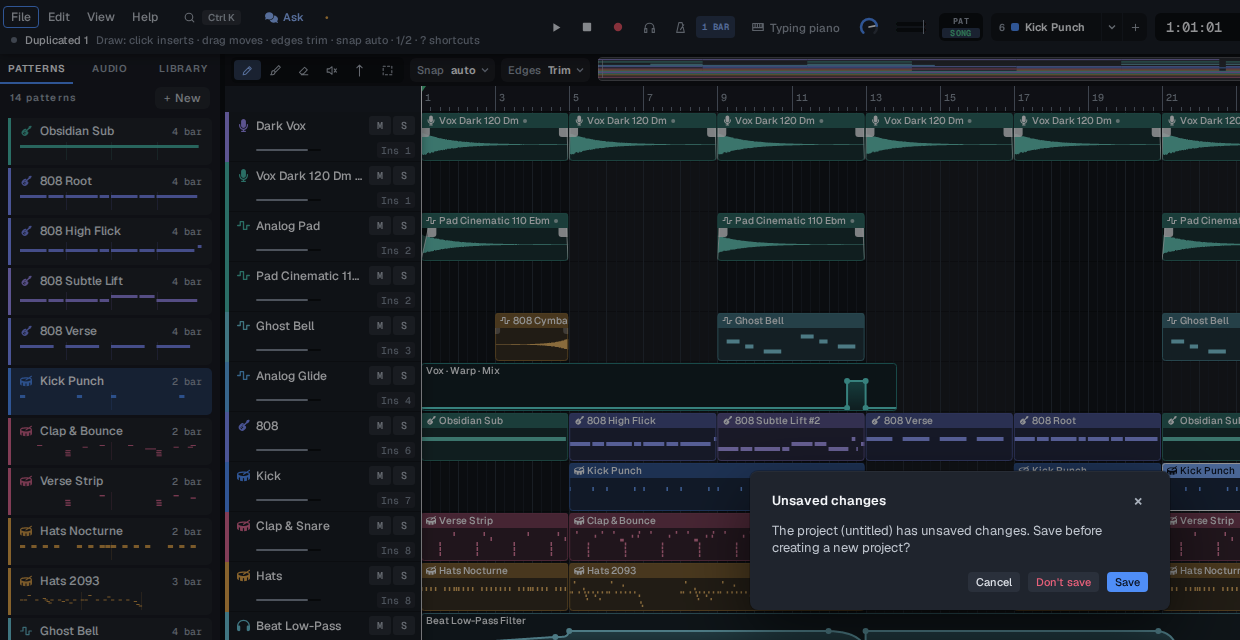 File Edit View Help Ctrl K Ask
1 BAR Typing piano PAT SONG 6 Kick Punch 1:01:01
Duplicated 1 Draw: click inserts · drag moves · edges trim · snap auto · 1/2 · ? shortcuts
PATTERNS AUDIO LIBRARY
Snap auto Edges Trim
14 patterns + New
1 3 5 7 9 11 13 15 17 19 21
Obsidian Sub 4 bar
808 Root 4 bar
808 High Flick 4 bar
808 Subtle Lift 4 bar
808 Verse 4 bar
Kick Punch 2 bar
Clap & Bounce 2 bar
Verse Strip 2 bar
Hats Nocturne 2 bar
Hats 2093 3 bar
Ghost Bell 4 bar
Dark Vox M S
Ins 1
Vox Dark 120 Dm ... M S
Ins 1
Analog Pad M S
Ins 2
Pad Cinematic 11... M S
Ins 2
Ghost Bell M S
Ins 3
Analog Glide M S
Ins 4
808 M S
Ins 6
Kick M S
Ins 7
Clap & Snare M S
Ins 8
Hats M S
Ins 8
Beat Low-Pass M S
Vox Dark 120 Dm Vox Dark 120 Dm Vox Dark 120 Dm Vox Dark 120 Dm Vox Dark 120 Dm Vox Dark 120
Pad Cinematic 110 Ebm Pad Cinematic 110 Ebm Pad Cinemat
808 Cymba Ghost Bell Ghost Bell
Vox · Warp · Mix
Obsidian Sub 808 High Flick 808 Subtle Lift #2 808 Verse 808 Root Obsidian Sul
Kick Punch Kick Punch Kick Punch
Verse Strip Clap & Bounce Verse Strip
Hats Nocturne Hats 2093 Hats Nocturn
Beat Low-Pass Filter
Unsaved changes ×
The project (untitled) has unsaved changes. Save before
creating a new project?
Cancel Don't save Save